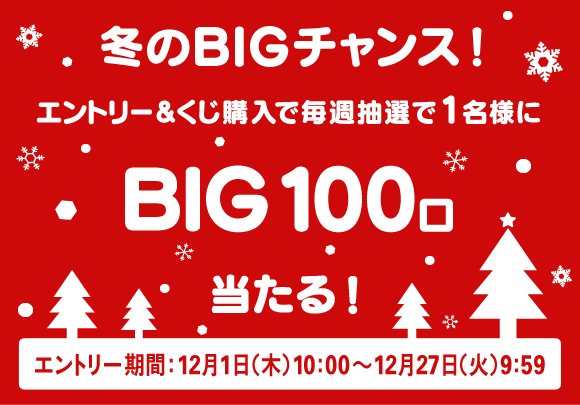 冬のBIGチャンス!
エントリー&くじ購入で毎週抽選で1名様に
BIG100口
当たる!
エントリー期間:12月1日(木)10:00〜12月27日(火)9:59